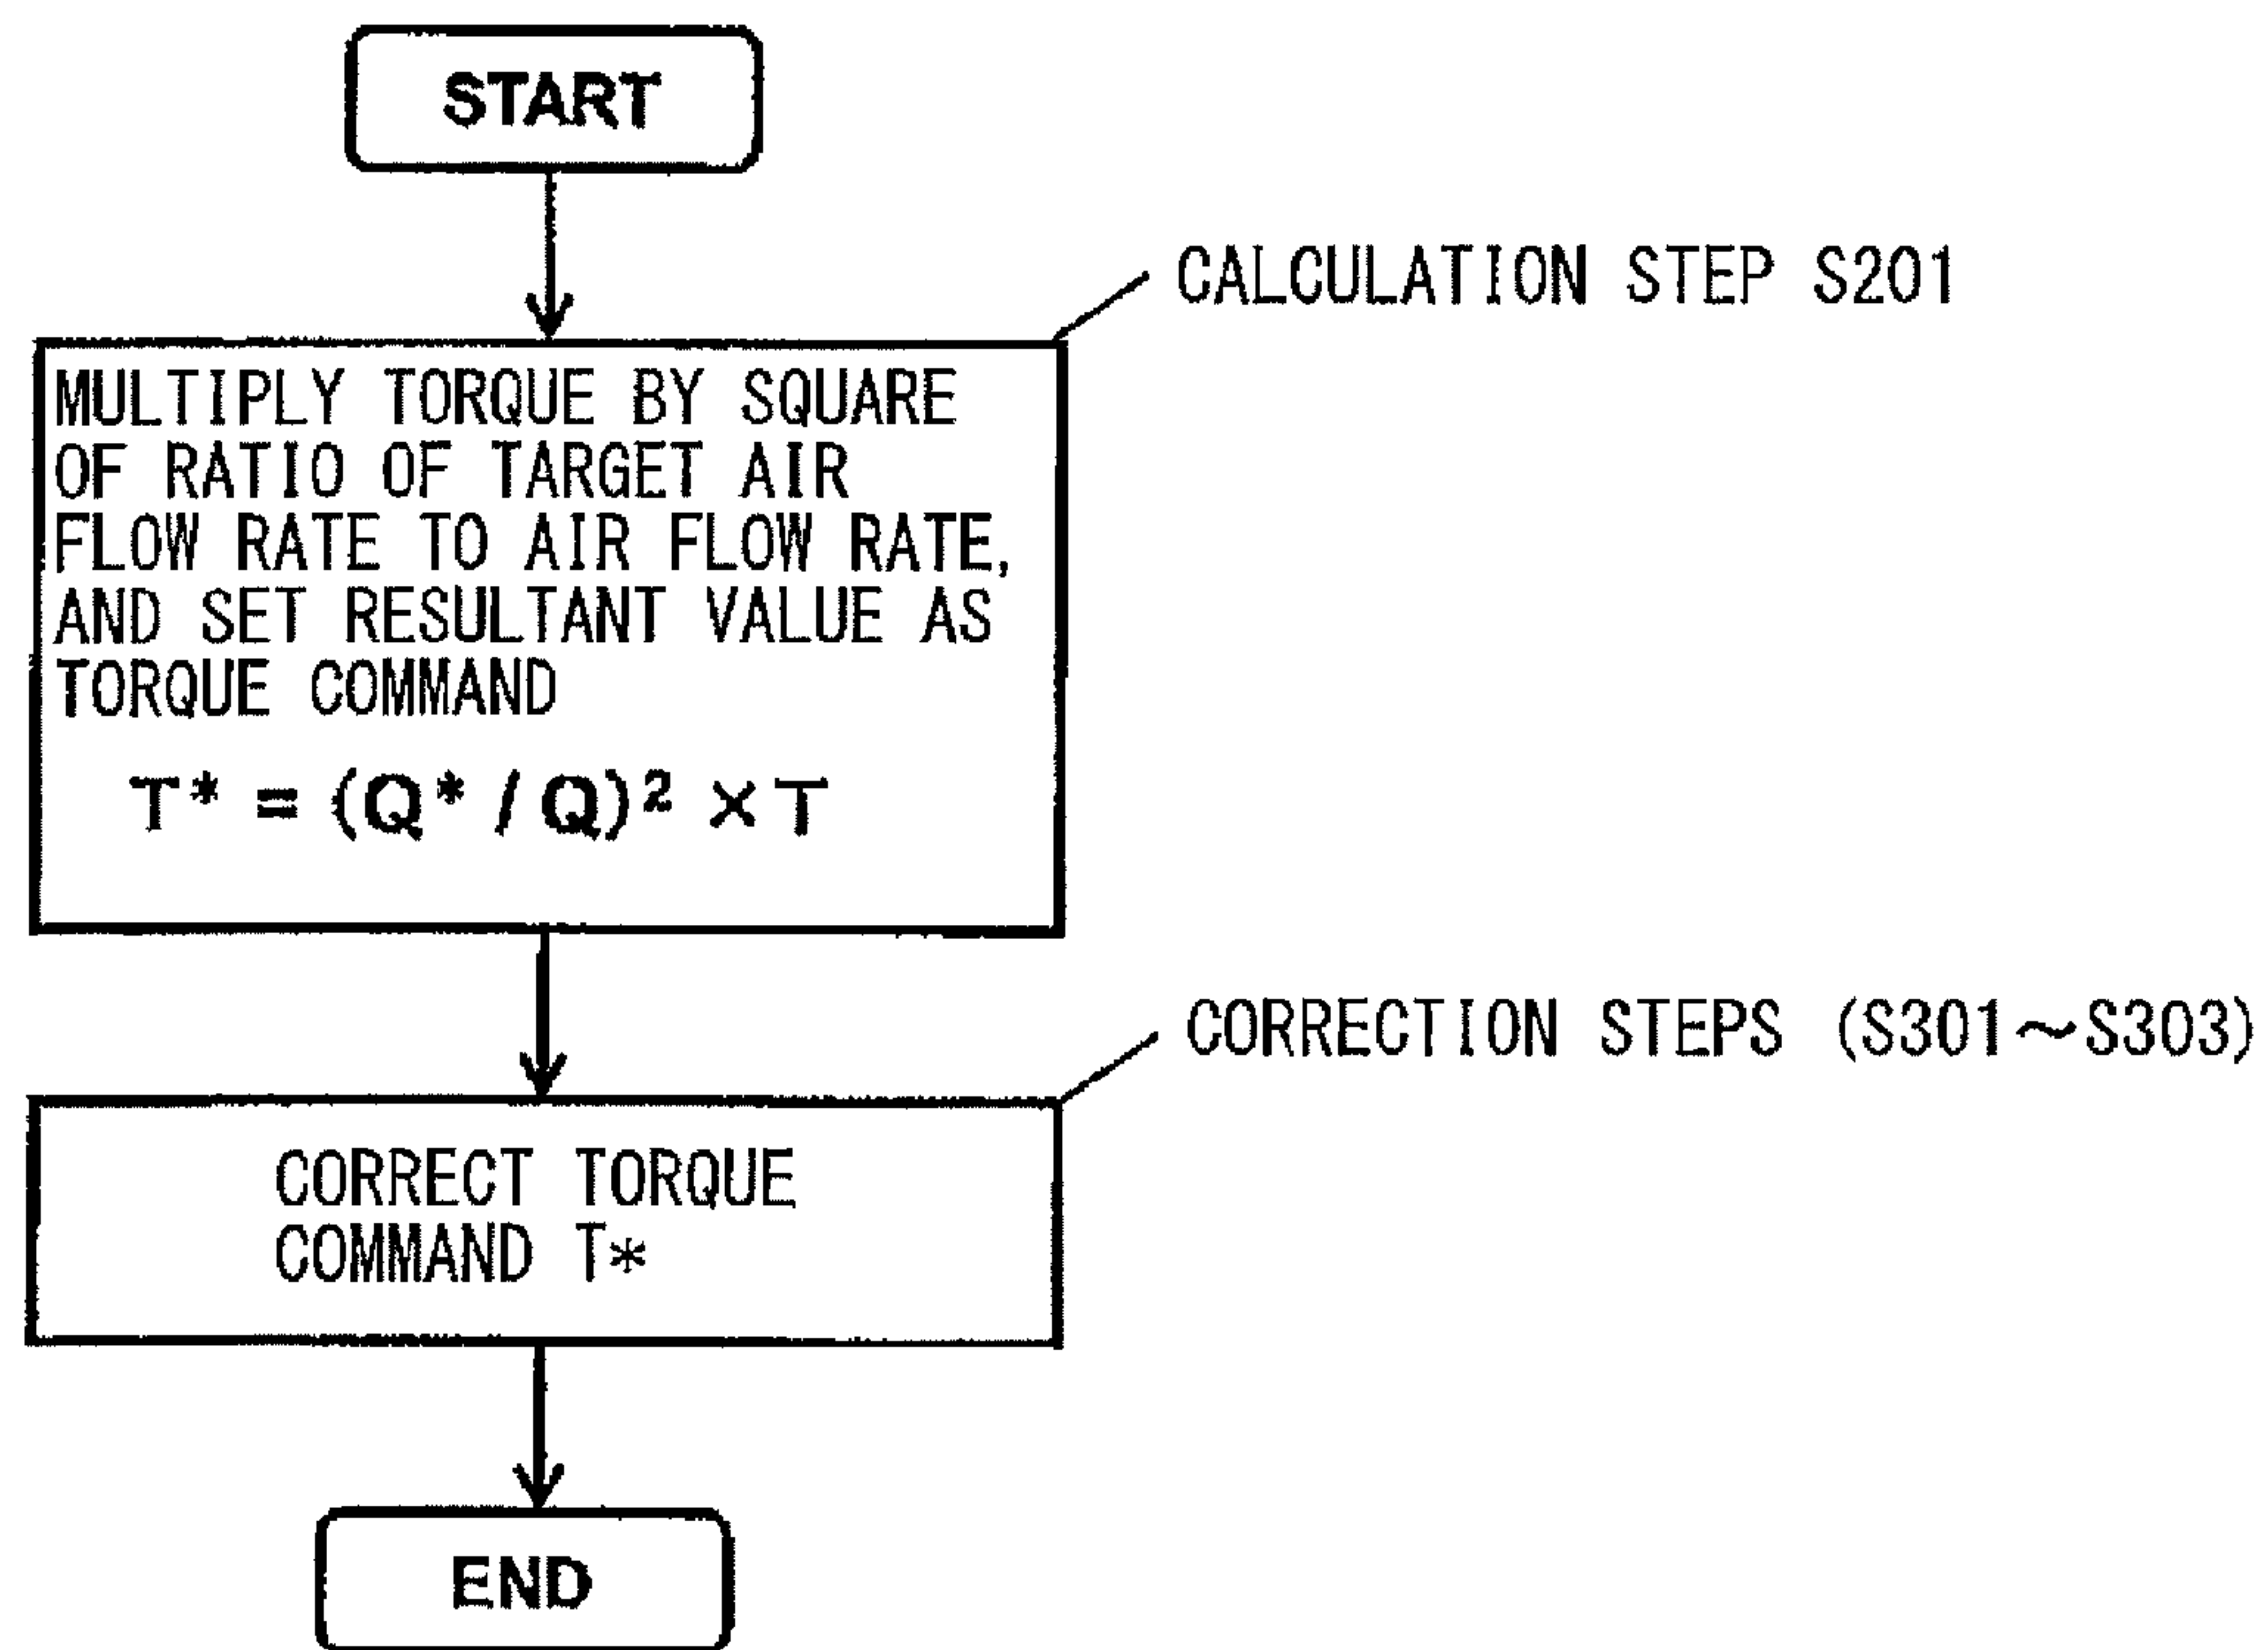 START
CALCULATION STEP S201
MULTIPLY TORQUE BY SQUARE
OF RATIO OF TARGET AIR
FLOW RATE TO AIR FLOW RATE,
AND SET RESULTANT VALUE AS
TORQUE COMMAND
T* = (Q* / Q)² × T
CORRECTION STEPS (S301～S303)
CORRECT TORQUE
COMMAND T*
END